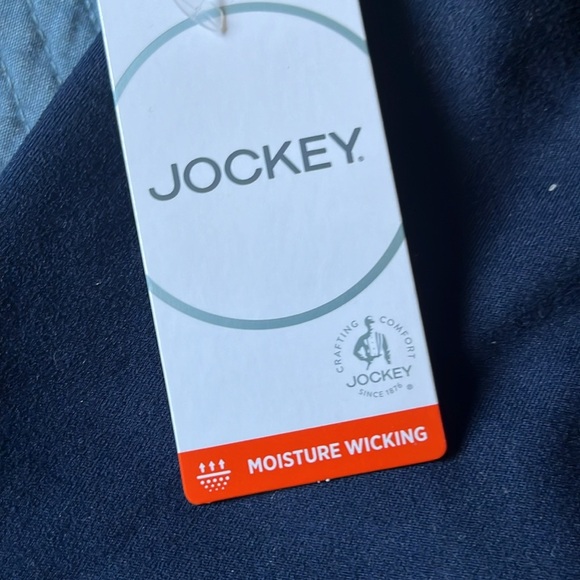 JOCKEY®
CRAFTING COMFORT
JOCKEY
SINCE 1876 ®
MOISTURE WICKING